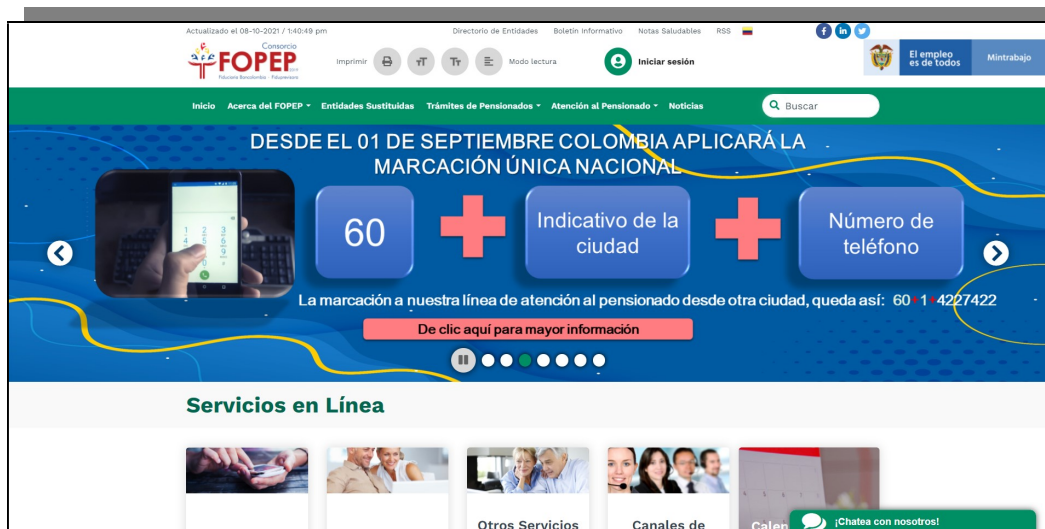 Actualizado el 08-10-2021 / 1:40:49 pm
Directorio de Entidades Boletín Informativo Notas Saludables RSS
Consorcio
FOPEP
Fiduciaria Bancolombia - Fiduprevisora
Imprimir
Modo lectura
Iniciar sesión
El empleo
es de todos
Mintrabajo
Inicio Acerca del FOPEP Entidades Sustituidas Trámites de Pensionados Atención al Pensionado Noticias
Buscar
DESDE EL 01 DE SEPTIEMBRE COLOMBIA APLICARÁ LA
MARCACIÓN ÚNICA NACIONAL
60
Indicativo de la
ciudad
Número de
teléfono
La marcación a nuestra línea de atención al pensionado desde otra ciudad, queda así: 60+1+4227422
De clic aquí para mayor información
Servicios en Línea
Otros Servicios
Canales de
Calen
¡Chatea con nosotros!